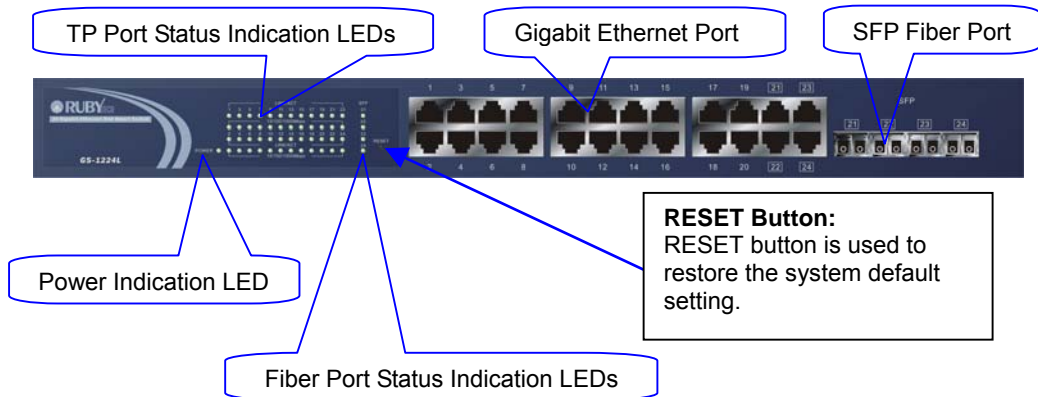 TP Port Status Indication LEDs
Gigabit Ethernet Port
SFP Fiber Port
RUBY
GS-1224L
POWER
SFP
RESET
1 3 5 7
9 11 13 15
17 19 21 23
SFP
21 22 23 24
2 4 6 8
10 12 14 16
18 20 22 24
Power Indication LED
RESET Button:
RESET button is used to
restore the system default
setting.
Fiber Port Status Indication LEDs